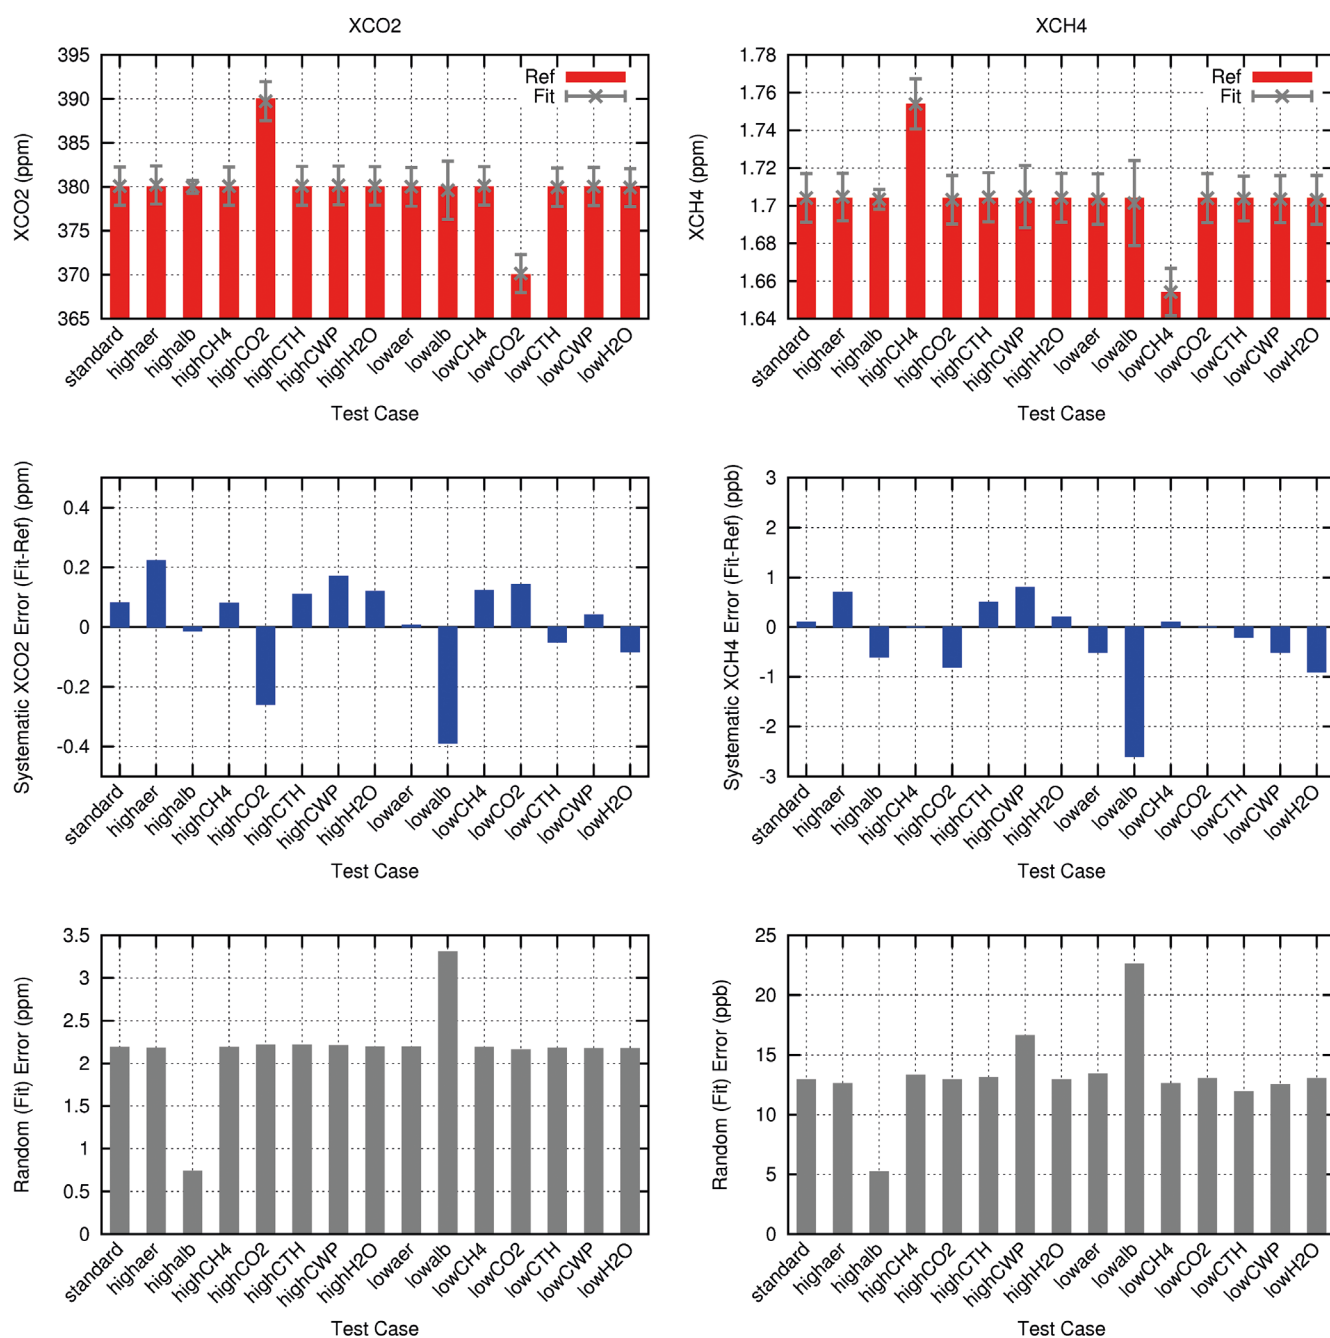 XCO2
395
390
385
380
375
370
365
XCO2 (ppm)
Ref
Fit
standard
highaer
highalb
highCH4
highCO2
highCTH
highCWP
highH2O
lowaer
lowalb
lowCH4
lowCO2
lowCTH
lowCWP
lowH2O
Test Case
XCH4
1.78
1.76
1.74
1.72
1.7
1.68
1.66
1.64
XCH4 (ppm)
Ref
Fit
standard
highaer
highalb
highCH4
highCO2
highCTH
highCWP
highH2O
lowaer
lowalb
lowCH4
lowCO2
lowCTH
lowCWP
lowH2O
Test Case
Systematic XCO2 Error (Fit-Ref) (ppm)
0.4
0.2
0
-0.2
-0.4
standard
highaer
highalb
highCH4
highCO2
highCTH
highCWP
highH2O
lowaer
lowalb
lowCH4
lowCO2
lowCTH
lowCWP
lowH2O
Test Case
Systematic XCH4 Error (Fit-Ref) (ppb)
3
2
1
0
-1
-2
-3
standard
highaer
highalb
highCH4
highCO2
highCTH
highCWP
highH2O
lowaer
lowalb
lowCH4
lowCO2
lowCTH
lowCWP
lowH2O
Test Case
Random (Fit) Error (ppm)
3.5
3
2.5
2
1.5
1
0.5
0
standard
highaer
highalb
highCH4
highCO2
highCTH
highCWP
highH2O
lowaer
lowalb
lowCH4
lowCO2
lowCTH
lowCWP
lowH2O
Test Case
Random (Fit) Error (ppb)
25
20
15
10
5
0
standard
highaer
highalb
highCH4
highCO2
highCTH
highCWP
highH2O
lowaer
lowalb
lowCH4
lowCO2
lowCTH
lowCWP
lowH2O
Test Case